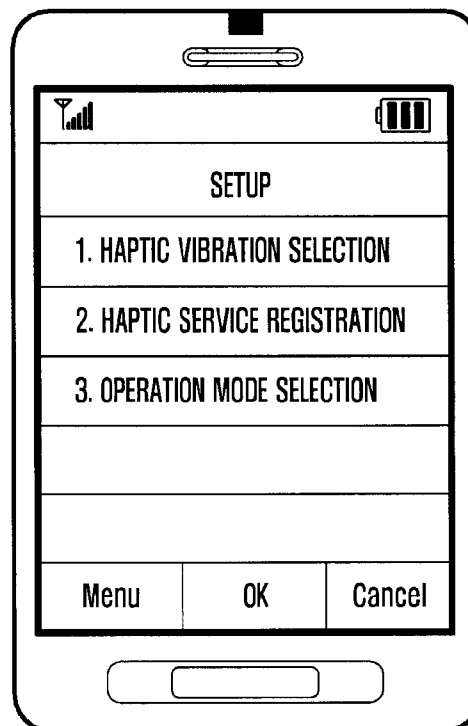 SETUP
1. HAPTIC VIBRATION SELECTION
2. HAPTIC SERVICE REGISTRATION
3. OPERATION MODE SELECTION
Menu OK Cancel